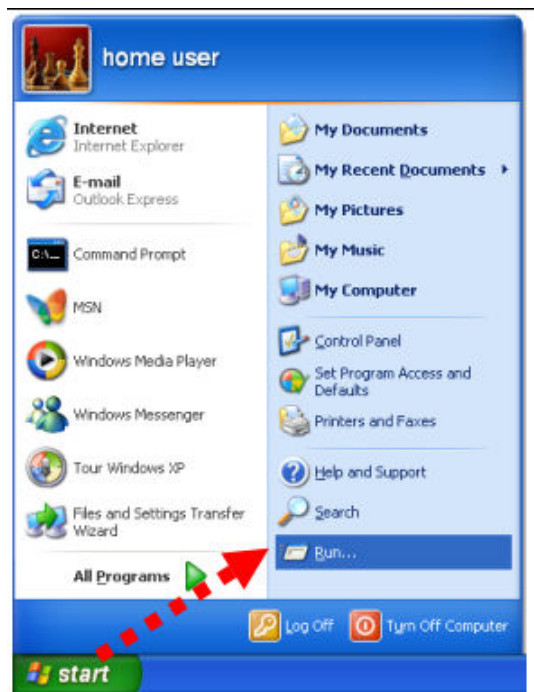 home user
Internet
Internet Explorer
E-mail
Outlook Express
C:\_
Command Prompt
MSN
Windows Media Player
Windows Messenger
Tour Windows XP
Files and Settings Transfer
Wizard
All Programs
My Documents
My Recent Documents
My Pictures
My Music
My Computer
Control Panel
Set Program Access and
Defaults
Printers and Faxes
Help and Support
Search
Run...
Log Off
Turn Off Computer
start